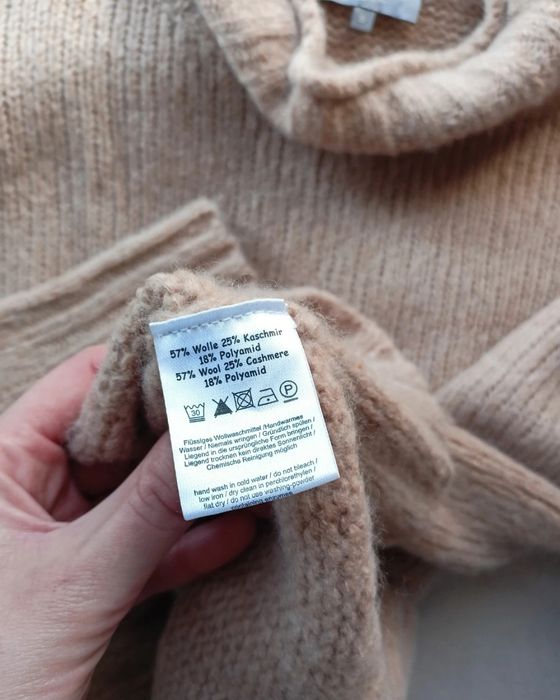 57% Wolle 25% Kaschmir
18% Polyamid
57% Wool 25% Cashmere
18% Polyamid
30 P
Flüssiges Wollwaschmittel /Handwarmes
Wasser / Niemals wringen / Gründlich spülen /
Liegend in die ursprüngliche Form bringen /
Liegend trocknen kein direktes Sonnenlicht /
Chemische Reinigung möglich
hand wash in cold water / do not bleach /
low iron / dry clean in perchlorethylen /
flat dry / do not use washing-powder
containing enzymes